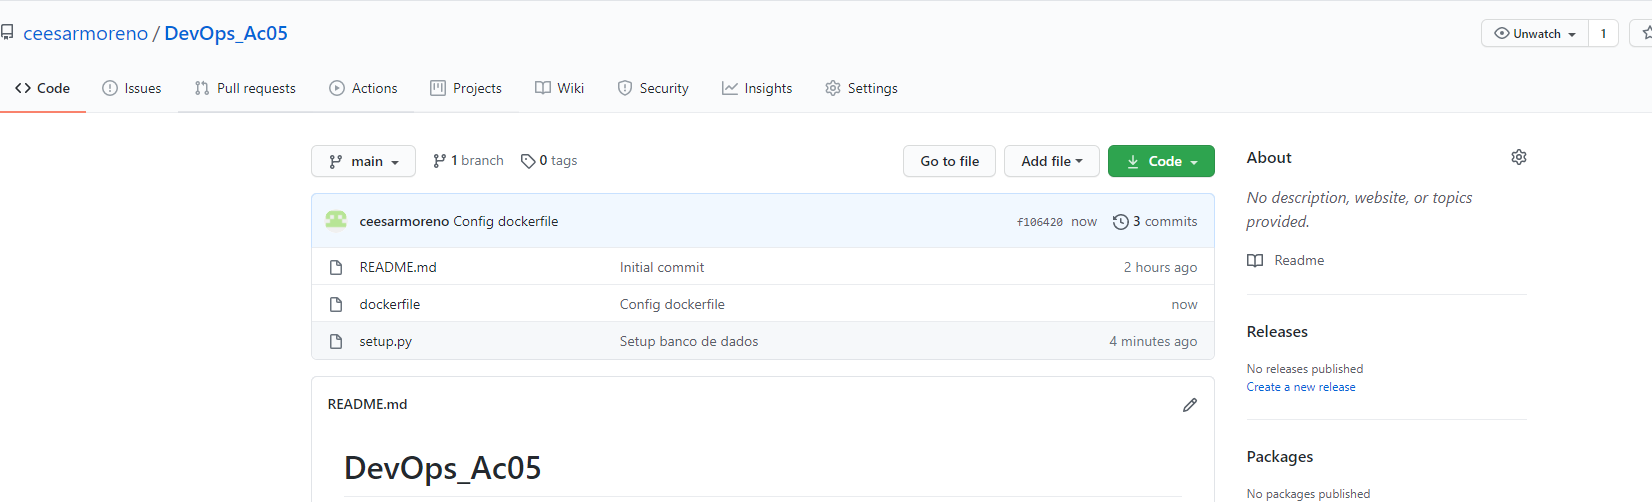 ceesarmoreno / DevOps_Ac05
Unwatch 1
Code Issues Pull requests Actions Projects Wiki Security Insights Settings
main 1 branch 0 tags Go to file Add file Code
ceesarmoreno Config dockerfile f106420 now 3 commits
README.md Initial commit 2 hours ago
dockerfile Config dockerfile now
setup.py Setup banco de dados 4 minutes ago
README.md
DevOps_Ac05
About
No description, website, or topics
provided.
Readme
Releases
No releases published
Create a new release
Packages
No packages published